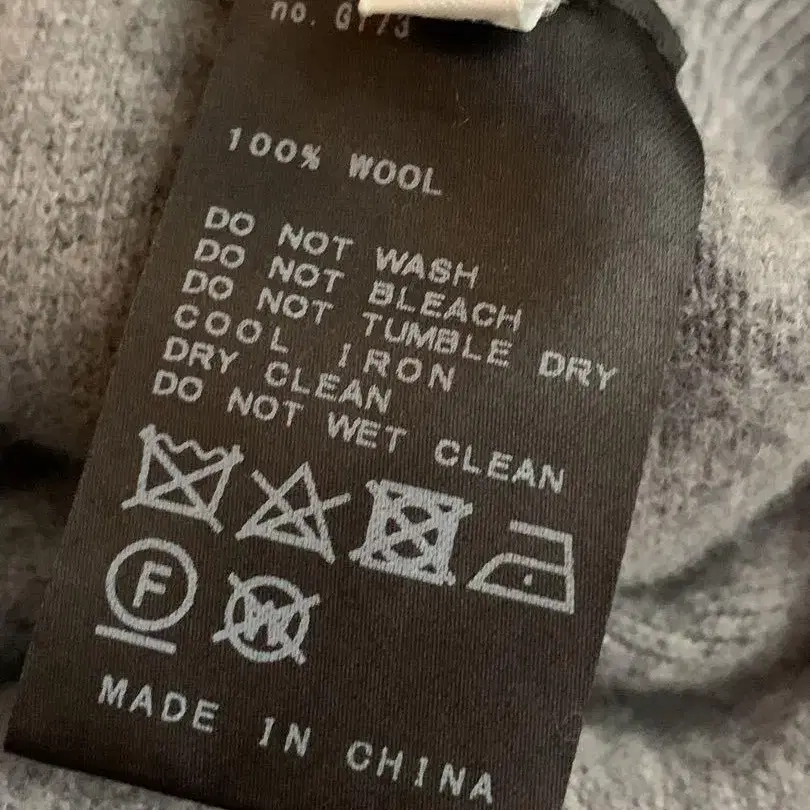 no.
100% WOOL
DO NOT WASH
DO NOT BLEACH
DO NOT TUMBLE DRY
COOL IRON
DRY CLEAN
DO NOT WET CLEAN
F
W
MADE IN CHINA